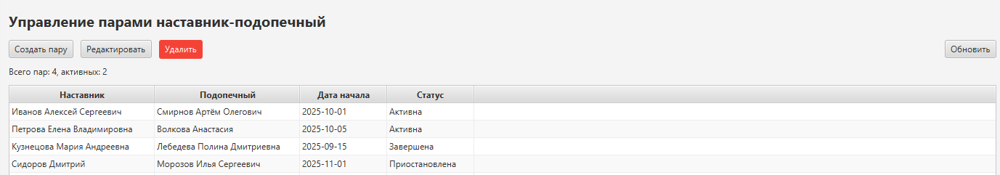 Управление парами наставник-подопечный
Создать пару Редактировать Удалить Обновить
Всего пар: 4, активных: 2
Наставник Подопечный Дата начала Статус
Иванов Алексей Сергеевич Смирнов Артём Олегович 2025-10-01 Активна
Петрова Елена Владимировна Волкова Анастасия 2025-10-05 Активна
Кузнецова Мария Андреевна Лебедева Полина Дмитриевна 2025-09-15 Завершена
Сидоров Дмитрий Морозов Илья Сергеевич 2025-11-01 Приостановлена